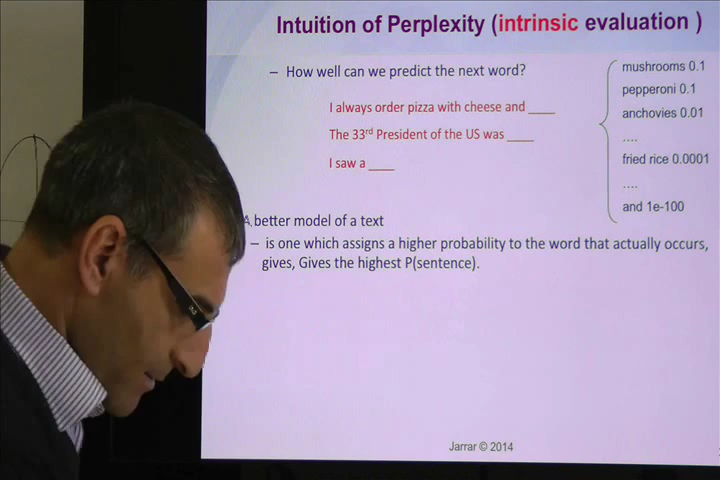 Intuition of Perplexity (intrinsic evaluation )
– How well can we predict the next word?
I always order pizza with cheese and ____
The 33rd President of the US was ____
I saw a ____
mushrooms 0.1
pepperoni 0.1
anchovies 0.01
....
fried rice 0.0001
....
and 1e-100
A better model of a text
– is one which assigns a higher probability to the word that actually occurs,
gives, Gives the highest P(sentence).
Jarrar © 2014